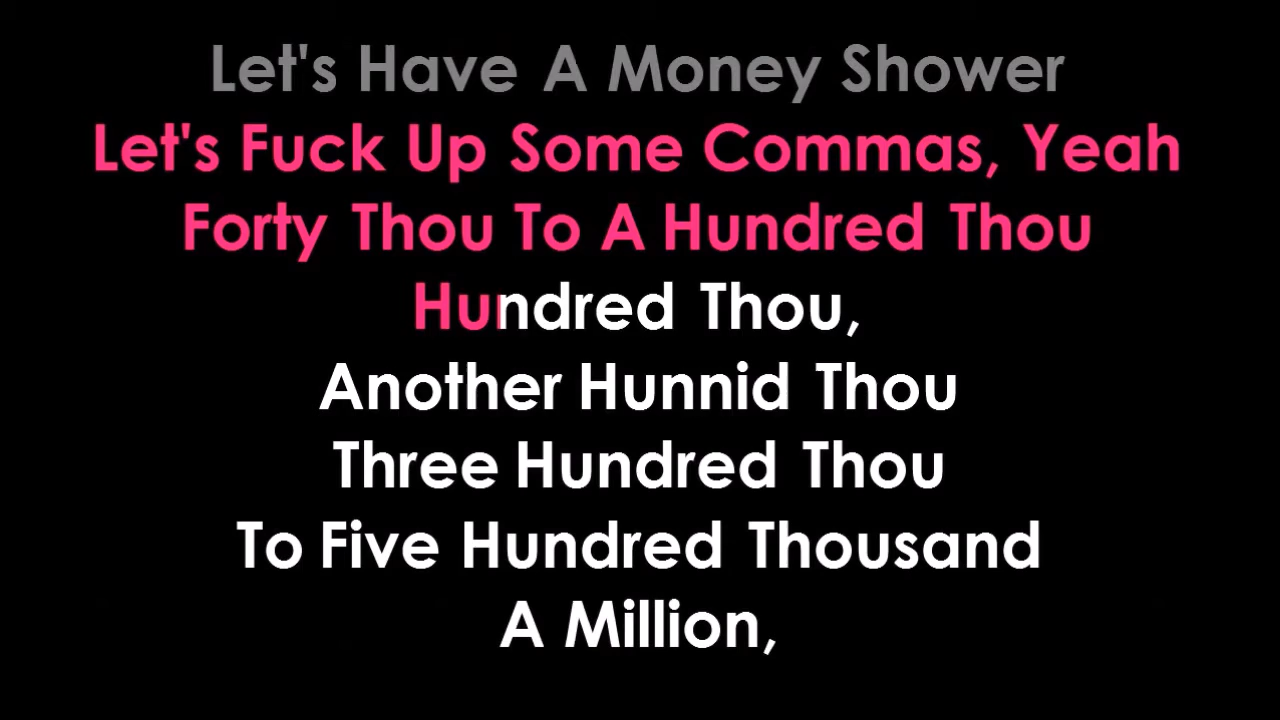 Let's Have A Money Shower
Let's Fuck Up Some Commas, Yeah
Forty Thou To A Hundred Thou
Hundred Thou,
Another Hunnid Thou
Three Hundred Thou
To Five Hundred Thousand
A Million,